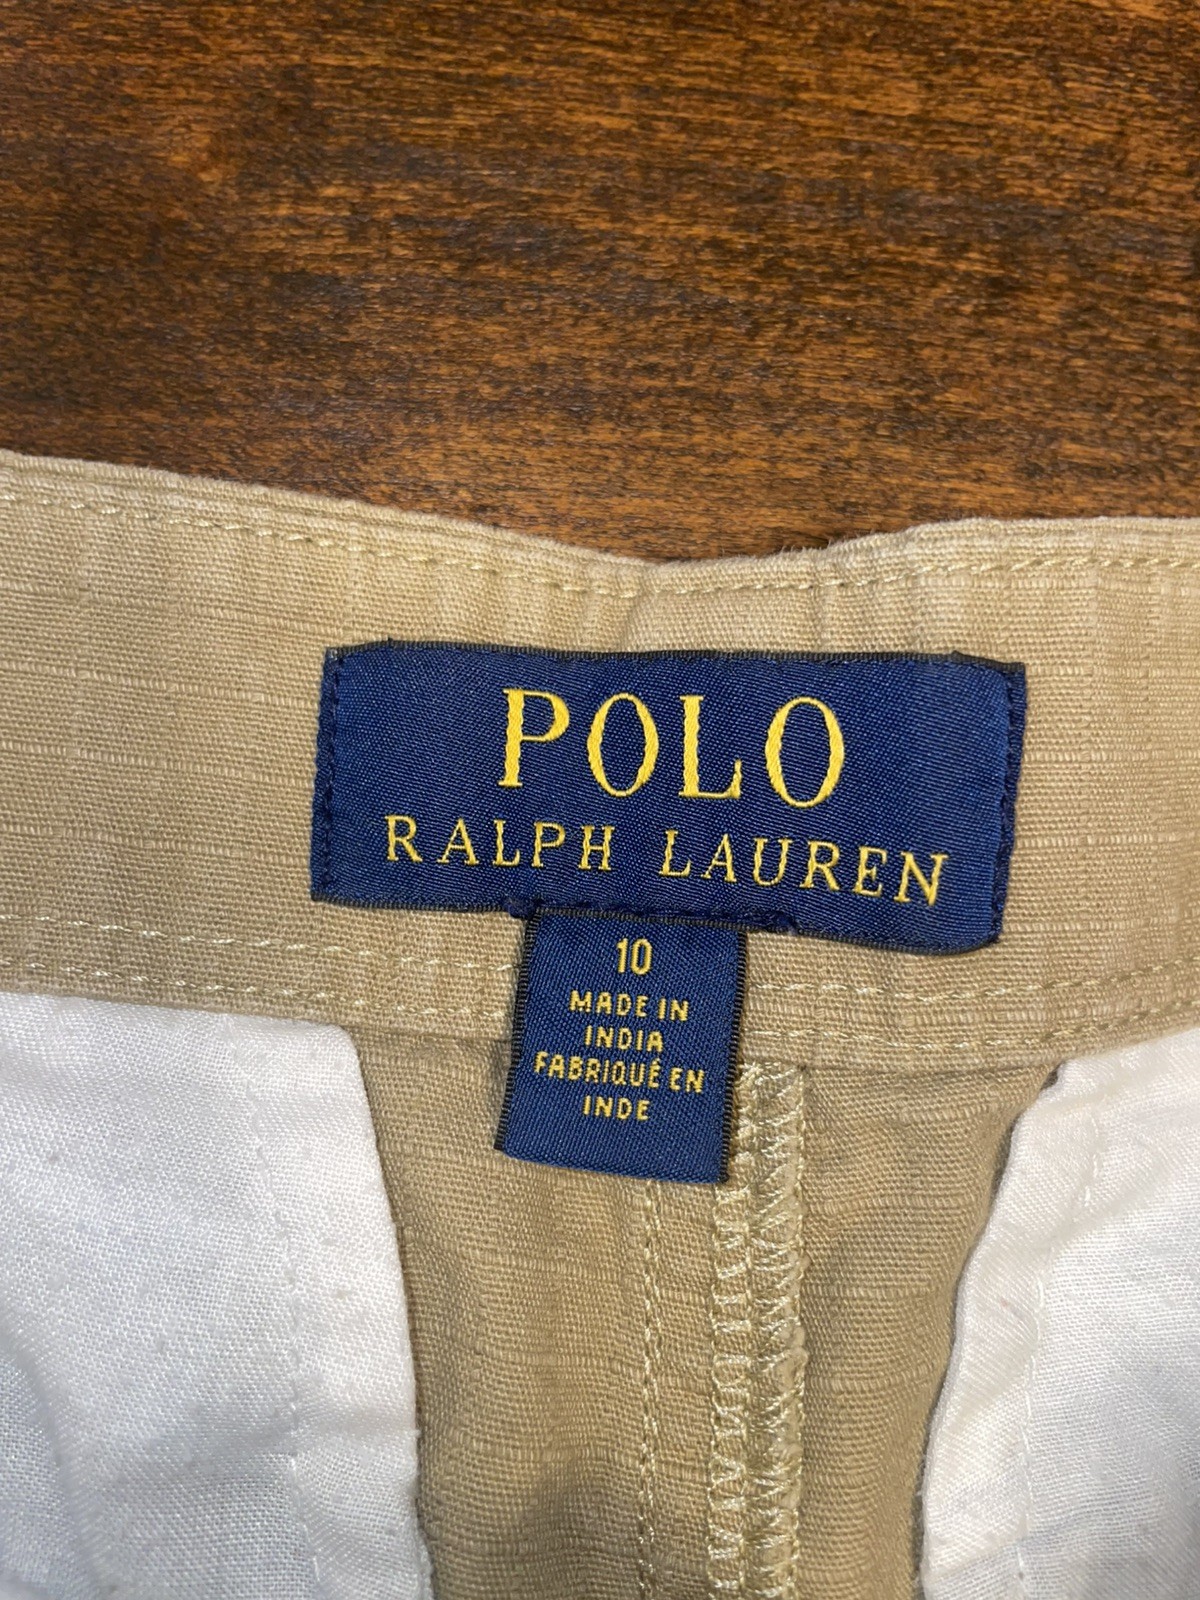 POLO
RALPH LAUREN
10
MADE IN
INDIA
FABRIQUÉ EN
INDE